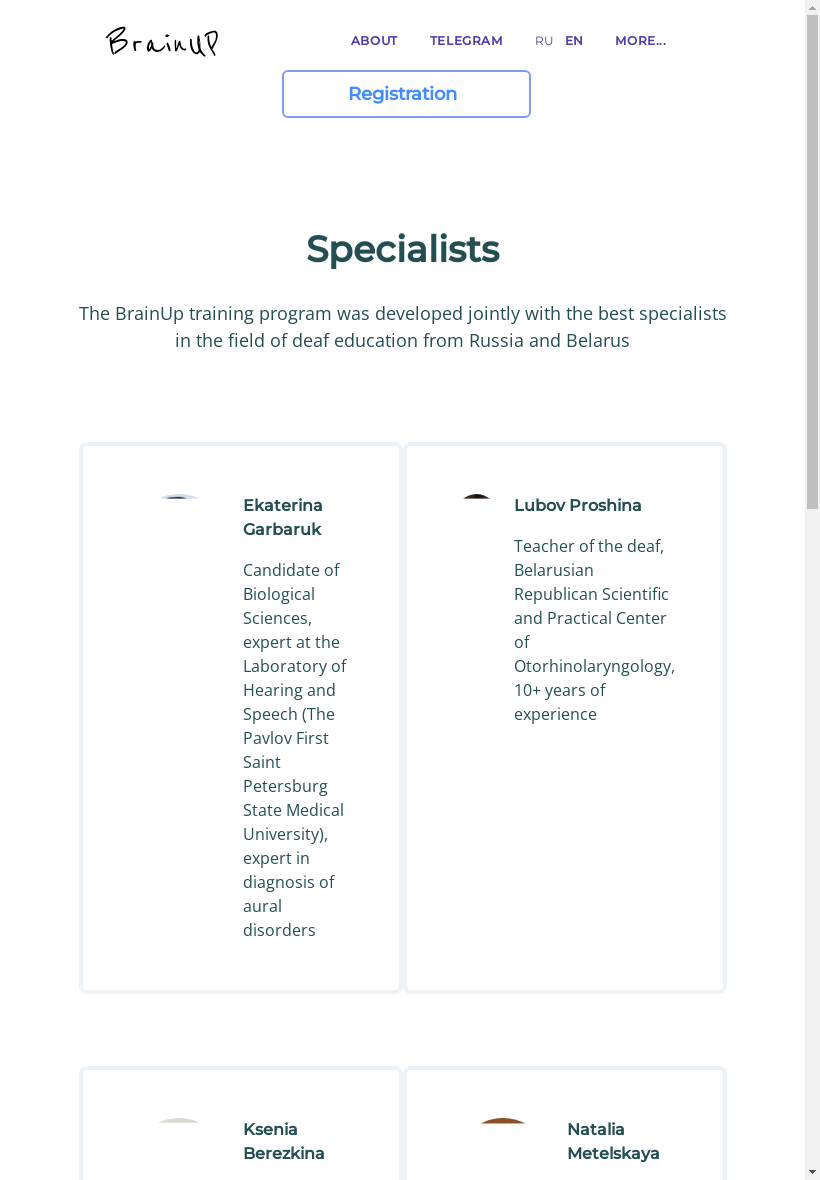 BrainUP
ABOUT TELEGRAM RU EN MORE...
Registration
Specialists
The BrainUp training program was developed jointly with the best specialists
in the field of deaf education from Russia and Belarus
Ekaterina
Garbaruk
Candidate of
Biological
Sciences,
expert at the
Laboratory of
Hearing and
Speech (The
Pavlov First
Saint
Petersburg
State Medical
University),
expert in
diagnosis of
aural
disorders
Lubov Proshina
Teacher of the deaf,
Belarusian
Republican Scientific
and Practical Center
of
Otorhinolaryngology,
10+ years of
experience
Ksenia
Berezkina
Natalia
Metelskaya